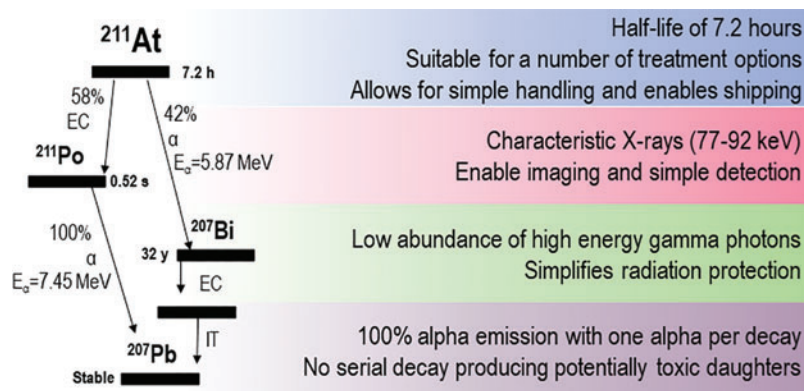 ²¹¹At
7.2 h
58%
EC
42%
α
Eα=5.87 MeV
²¹¹Po
0.52 s
100%
α
Eα=7.45MeV
²⁰⁷Bi
32 y
EC
IT
²⁰⁷Pb
Stable
Half-life of 7.2 hours
Suitable for a number of treatment options
Allows for simple handling and enables shipping
Characteristic X-rays (77-92 keV)
Enable imaging and simple detection
Low abundance of high energy gamma photons
Simplifies radiation protection
100% alpha emission with one alpha per decay
No serial decay producing potentially toxic daughters